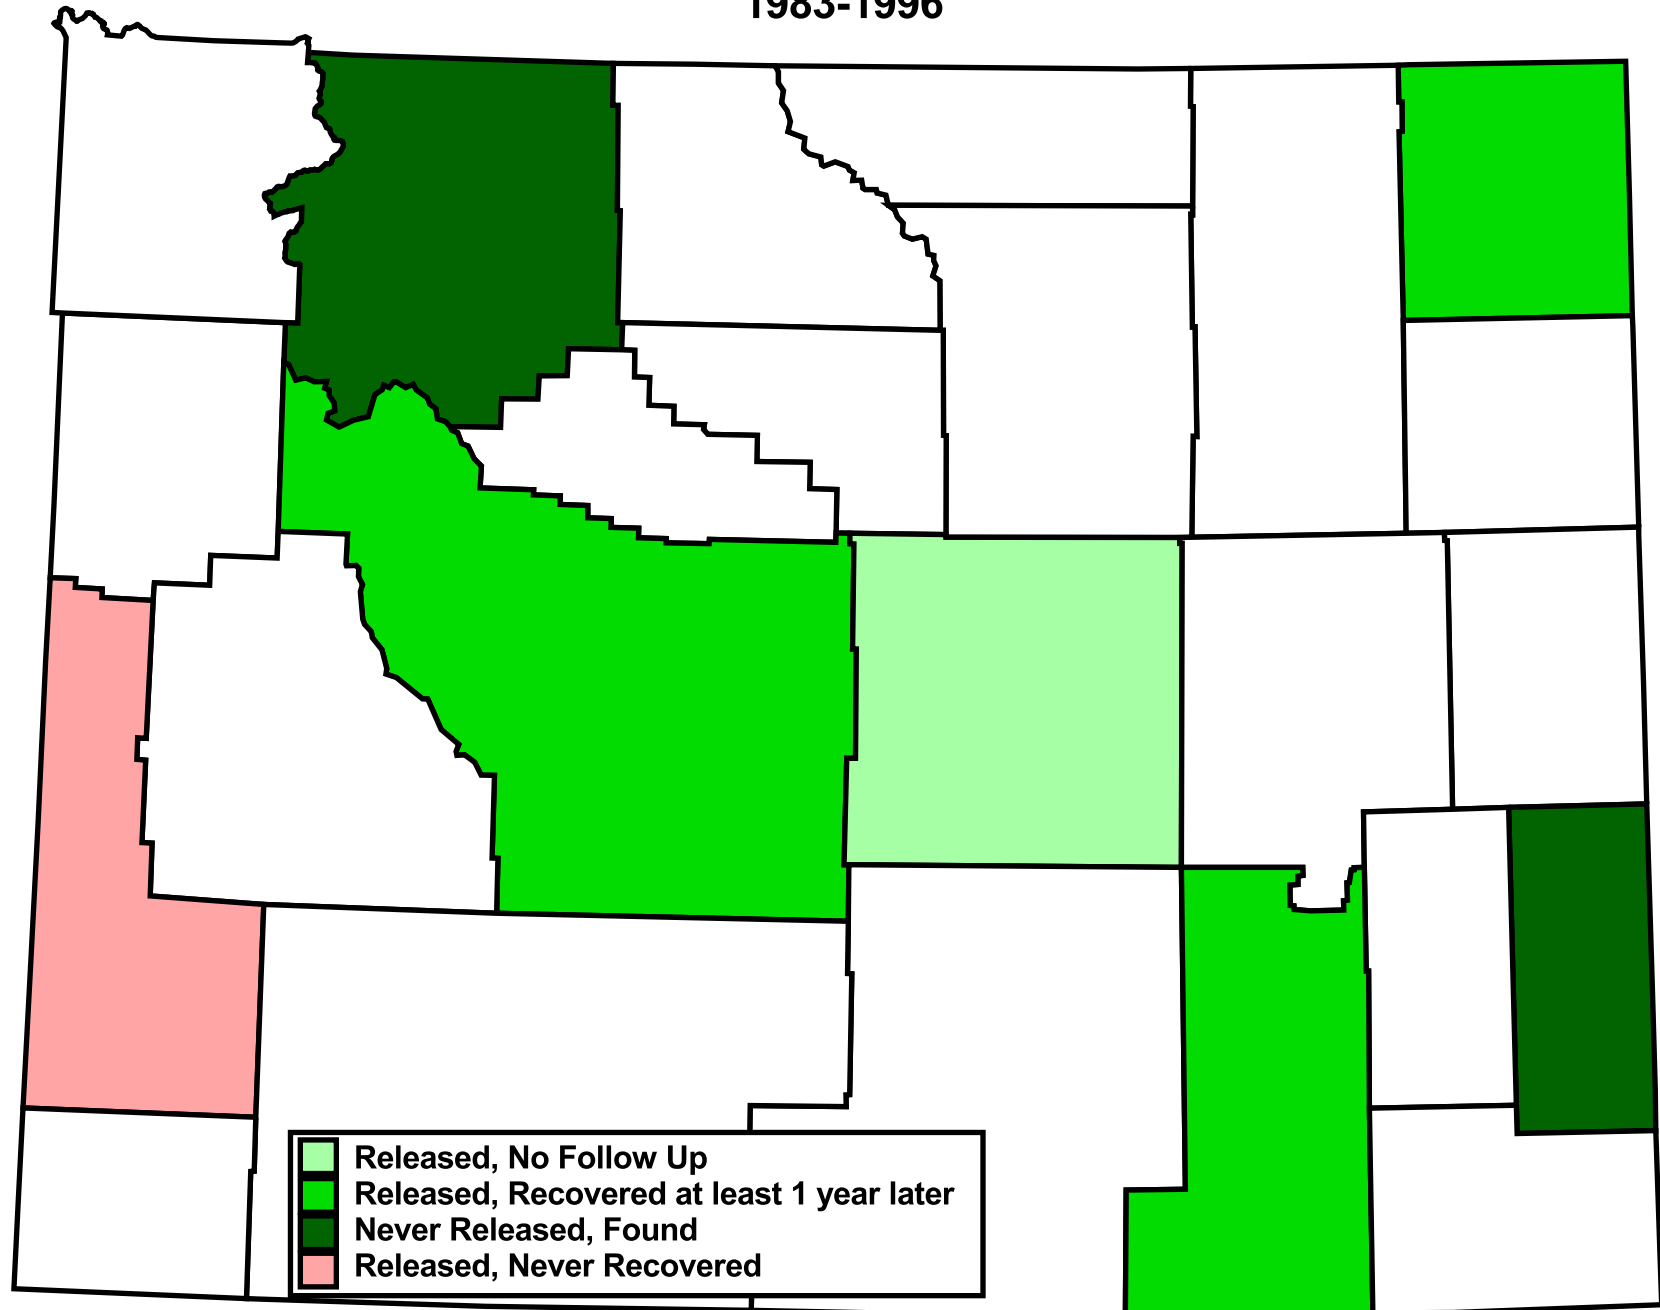 1983-1996
Released, No Follow Up
Released, Recovered at least 1 year later
Never Released, Found
Released, Never Recovered